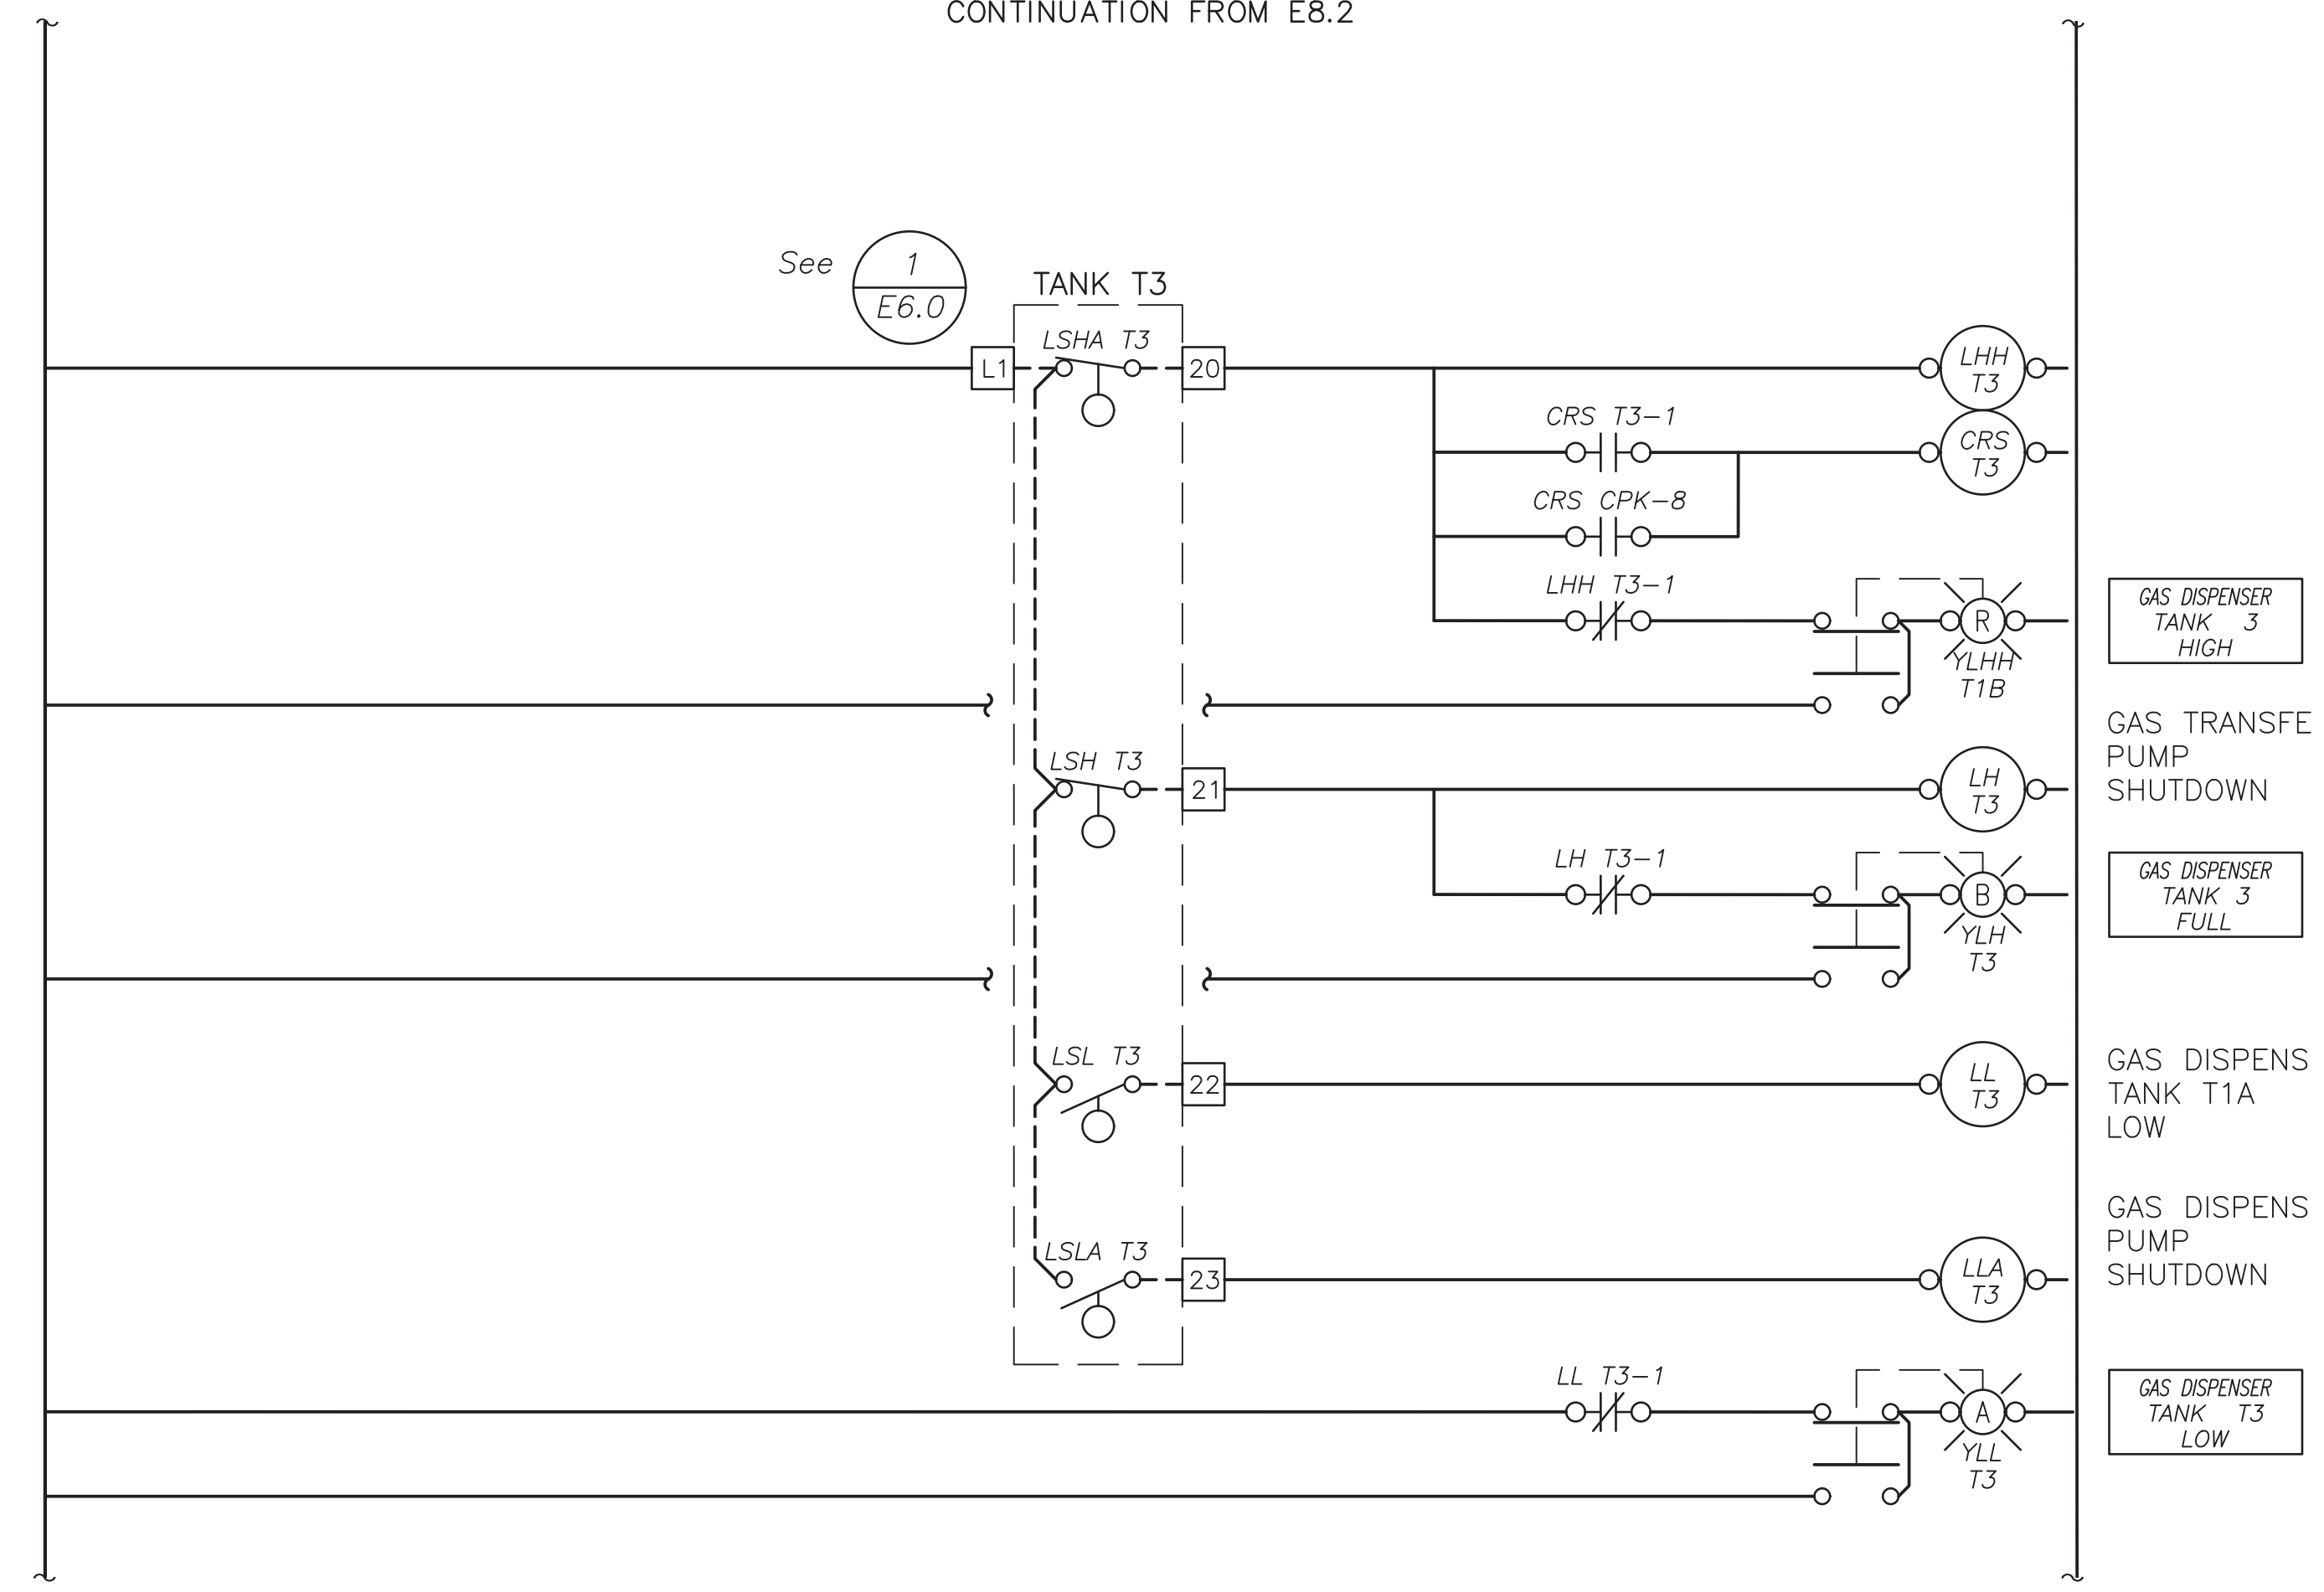 CONTINUATION FROM E8.2
See
1
E6.0
TANK T3
LSHA T3
L1
20
LHH
T3
CRS T3-1
CRS
T3
CRS CPK-8
LHH T3-1
R
YLHH
T1B
GAS DISPENSER
TANK 3
HIGH
GAS TRANSFE
PUMP
SHUTDOWN
LSH T3
21
LH
T3
LH T3-1
B
YLH
T3
GAS DISPENSER
TANK 3
FULL
LSL T3
22
LL
T3
GAS DISPENS
TANK T1A
LOW
LSLA T3
23
LLA
T3
GAS DISPENS
PUMP
SHUTDOWN
LL T3-1
A
YLL
T3
GAS DISPENSER
TANK T3
LOW